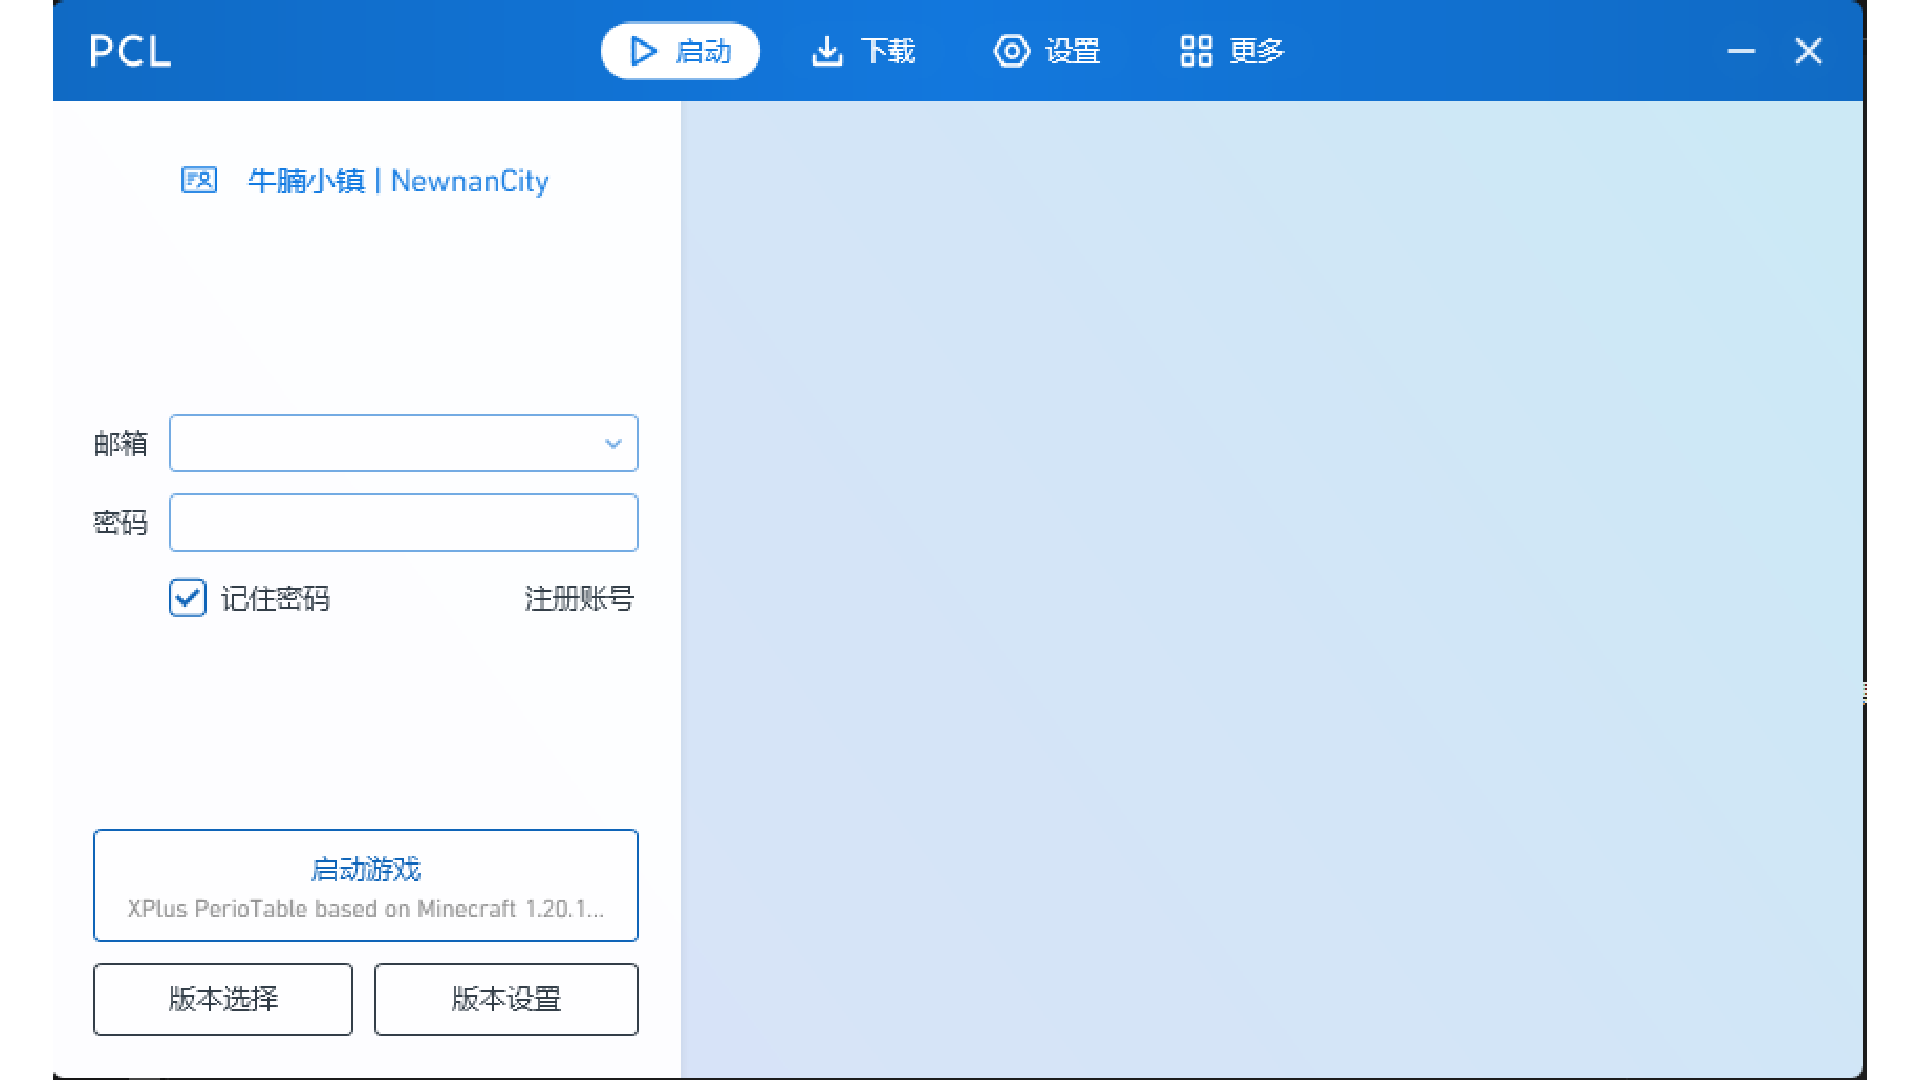 PCL
启动
下载
设置
更多
牛腩小镇 | NewnanCity
邮箱
密码
记住密码
注册账号
启动游戏
XPlus PerioTable based on Minecraft 1.20.1...
版本选择
版本设置